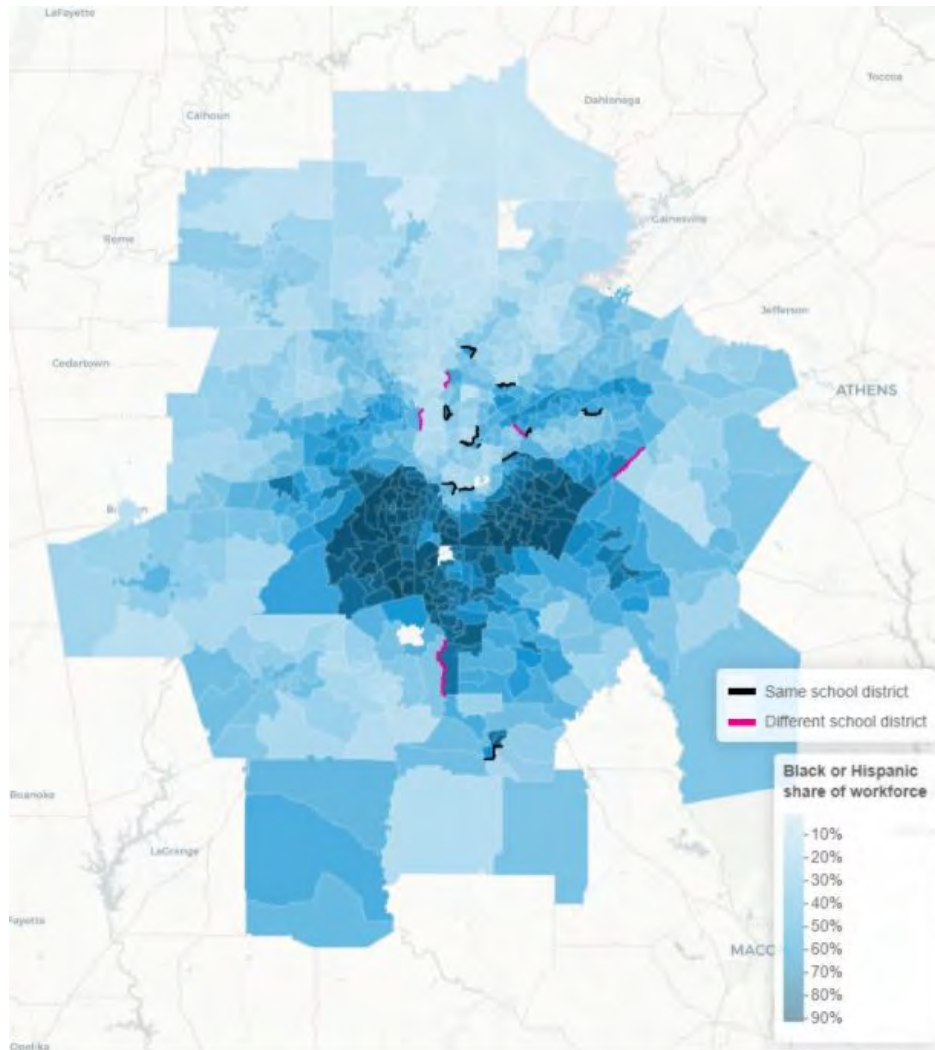 LaFayette
Toccoa
Dahlonega
Calhoun
Gainesville
Rome
Jefferson
Cedartown
ATHENS
Same school district
Different school district
Black or Hispanic
share of workforce
10%
20%
30%
40%
50%
60%
70%
80%
90%
Roanoke
LaGrange
Fayette
MACC
Opelika